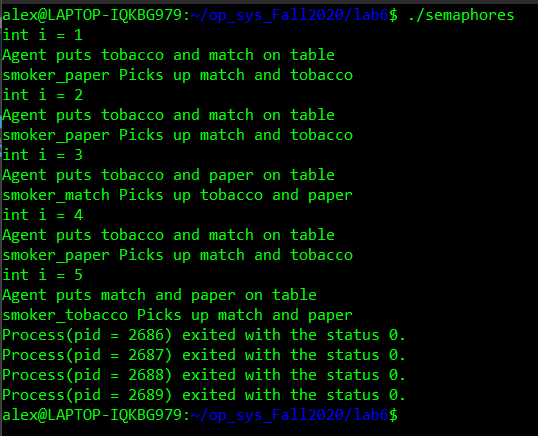 alex@LAPTOP-IQKBG979:~/op_sys_Fall2020/lab6$ ./semaphores
int i = 1
Agent puts tobacco and match on table
smoker_paper Picks up match and tobacco
int i = 2
Agent puts tobacco and match on table
smoker_paper Picks up match and tobacco
int i = 3
Agent puts tobacco and paper on table
smoker_match Picks up tobacco and paper
int i = 4
Agent puts tobacco and match on table
smoker_paper Picks up match and tobacco
int i = 5
Agent puts match and paper on table
smoker_tobacco Picks up match and paper
Process(pid = 2686) exited with the status 0.
Process(pid = 2687) exited with the status 0.
Process(pid = 2688) exited with the status 0.
Process(pid = 2689) exited with the status 0.
alex@LAPTOP-IQKBG979:~/op_sys_Fall2020/lab6$